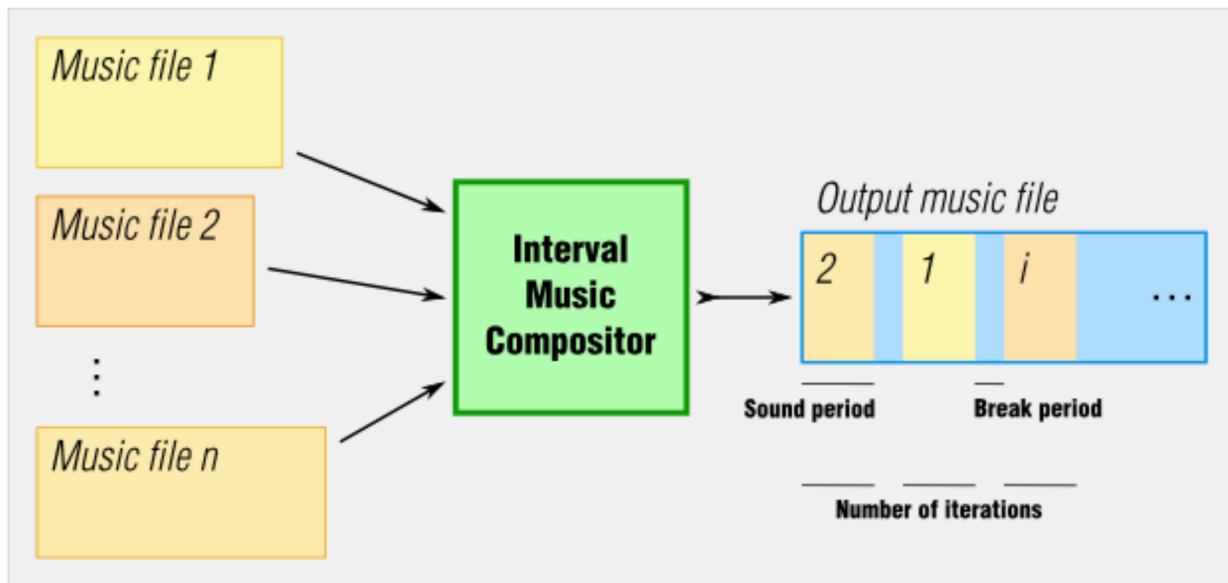 Music file 1
Music file 2
⋮
Music file n
Interval
Music
Compositor
Output music file
2 1 i ...
Sound period Break period
Number of iterations